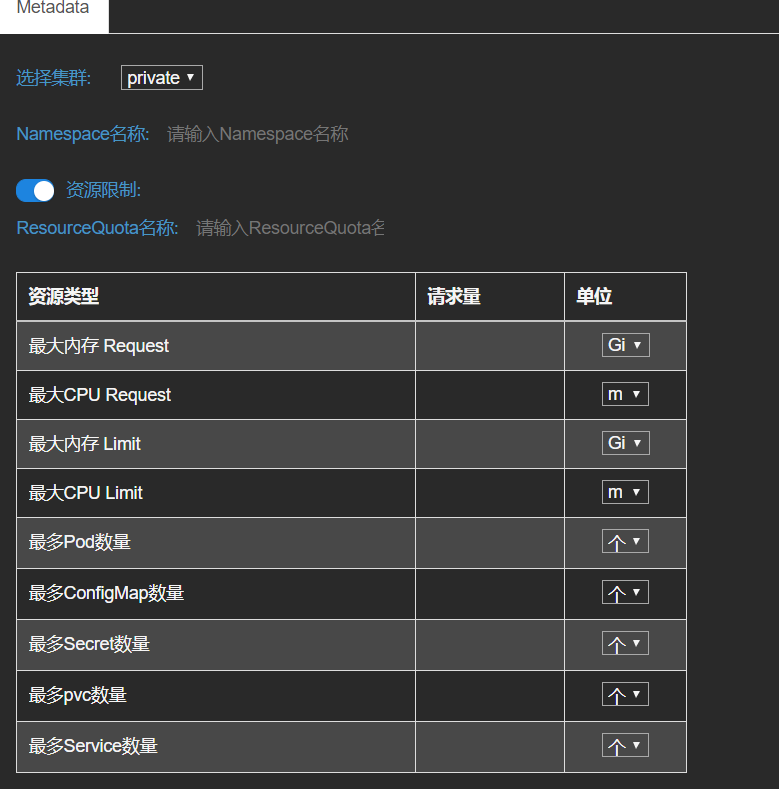 Metadata
选择集群: private
Namespace名称: 请输入Namespace名称
资源限制:
ResourceQuota名称: 请输入ResourceQuota名
资源类型 请求量 单位
最大内存 Request Gi
最大CPU Request m
最大内存 Limit Gi
最大CPU Limit m
最多Pod数量 个
最多ConfigMap数量 个
最多Secret数量 个
最多pvc数量 个
最多Service数量 个